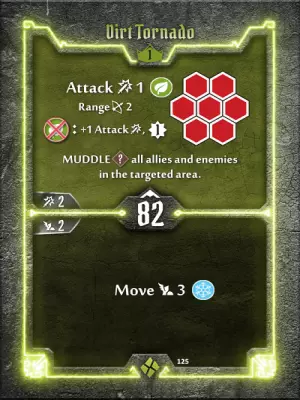 Dirt Tornado
1
Attack 1
Range 2
: +1 Attack,
MUDDLE ? all allies and enemies
in the targeted area.
2
82
2
Move 3
125